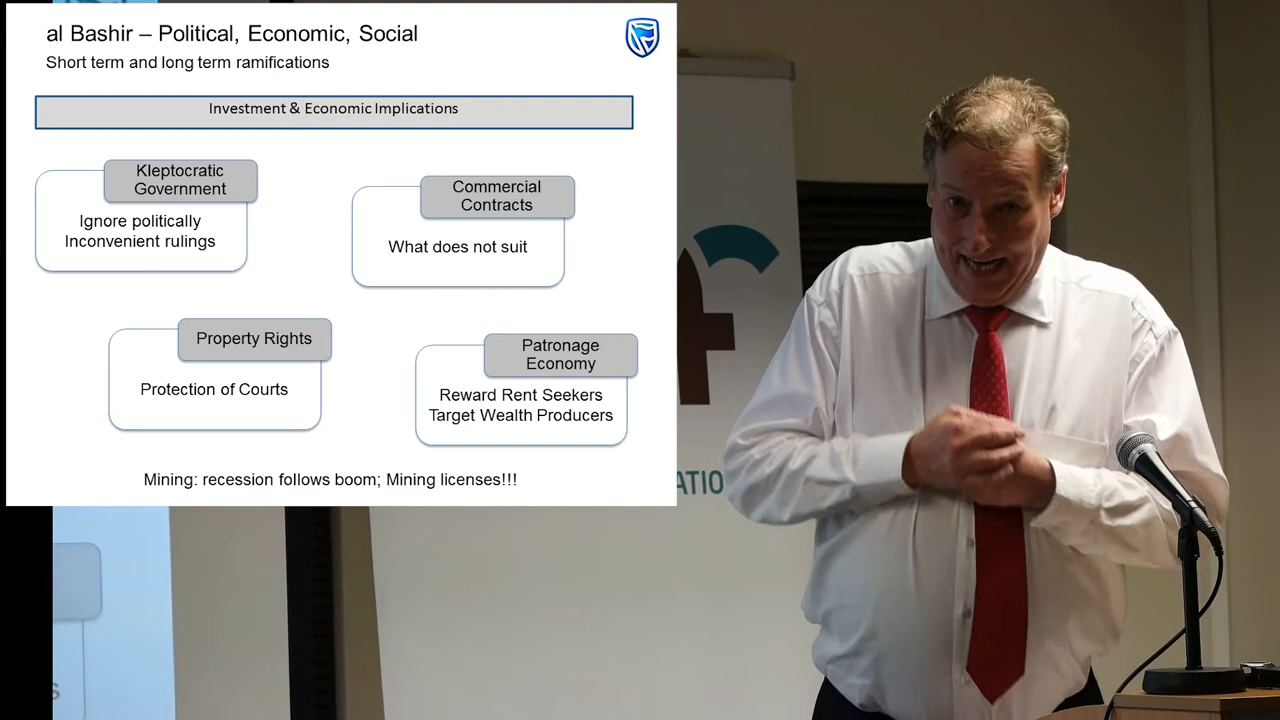 al Bashir – Political, Economic, Social
Short term and long term ramifications
Investment & Economic Implications
Kleptocratic
Government
Ignore politically
Inconvenient rulings
Commercial
Contracts
What does not suit
Property Rights
Protection of Courts
Patronage
Economy
Reward Rent Seekers
Target Wealth Producers
Mining: recession follows boom; Mining licenses!!!
ATIO